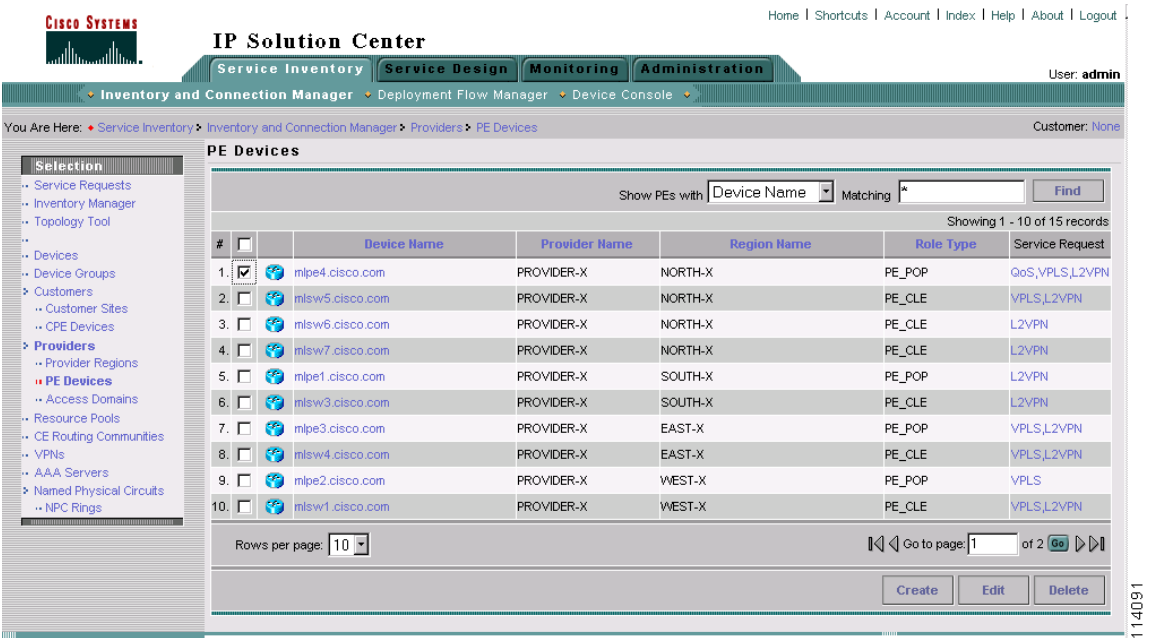 Home | Shortcuts | Account | Index | Help | About | Logout
CISCO SYSTEMS
IP Solution Center
Service Inventory Service Design Monitoring Administration
User: admin
Inventory and Connection Manager Deployment Flow Manager Device Console
You Are Here: Service Inventory Inventory and Connection Manager Providers PE Devices
Customer: None
PE Devices
Selection
Service Requests
Inventory Manager
Topology Tool
Devices
Device Groups
Customers
Customer Sites
CPE Devices
Providers
Provider Regions
PE Devices
Access Domains
Resource Pools
CE Routing Communities
VPNs
AAA Servers
Named Physical Circuits
NPC Rings
Show PEs with Device Name Matching * Find
Showing 1 - 10 of 15 records
# Device Name Provider Name Region Name Role Type Service Request
1. mlpe4.cisco.com PROVIDER-X NORTH-X PE_POP QoS,VPLS,L2VPN
2. mlsw5.cisco.com PROVIDER-X NORTH-X PE_CLE VPLS,L2VPN
3. mlsw6.cisco.com PROVIDER-X NORTH-X PE_CLE L2VPN
4. mlsw7.cisco.com PROVIDER-X NORTH-X PE_CLE L2VPN
5. mlpe1.cisco.com PROVIDER-X SOUTH-X PE_POP L2VPN
6. mlsw3.cisco.com PROVIDER-X SOUTH-X PE_CLE L2VPN
7. mlpe3.cisco.com PROVIDER-X EAST-X PE_POP VPLS,L2VPN
8. mlsw4.cisco.com PROVIDER-X EAST-X PE_CLE VPLS,L2VPN
9. mlpe2.cisco.com PROVIDER-X WEST-X PE_POP VPLS
10. mlsw1.cisco.com PROVIDER-X WEST-X PE_CLE VPLS,L2VPN
Rows per page: 10
Go to page: 1 of 2 Go
Create Edit Delete
114091